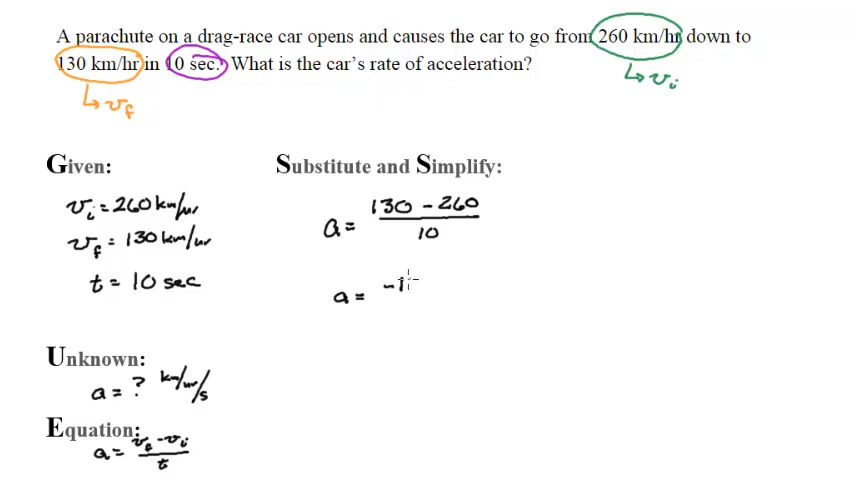 A parachute on a drag-race car opens and causes the car to go from 260 km/hr down to
130 km/hr in 10 sec. What is the car's rate of acceleration?
↳ vf
↳ vi
Given:
vi = 260 km/hr
vf = 130 km/hr
t = 10 sec
Unknown:
a = ? km/hr/s
Equation:
a = vf - vi / t
Substitute and Simplify:
a = 130 - 260 / 10
a = -1